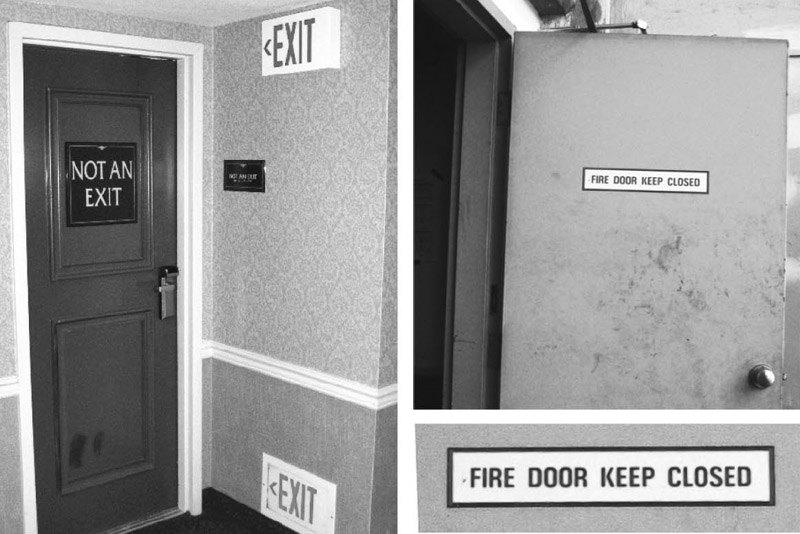 <EXIT
NOT AN
EXIT
NOT AN EXIT
<EXIT
FIRE DOOR KEEP CLOSED
FIRE DOOR KEEP CLOSED